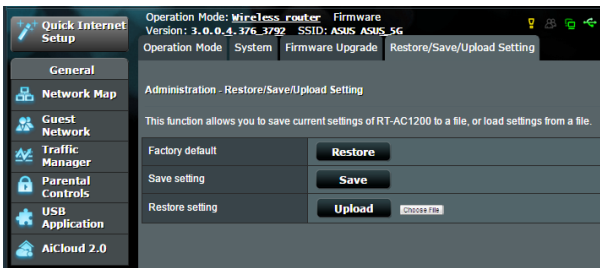 Quick Internet
Setup
Operation Mode: Wireless router Firmware
Version: 3.0.0.4.376_3792 SSID: ASUS ASUS_5G
Operation Mode System Firmware Upgrade Restore/Save/Upload Setting
General
Network Map
Guest
Network
Traffic
Manager
Parental
Controls
USB
Application
AiCloud 2.0
Administration - Restore/Save/Upload Setting
This function allows you to save current settings of RT-AC1200 to a file, or load settings from a file.
Factory default Restore
Save setting Save
Restore setting Upload Choose File